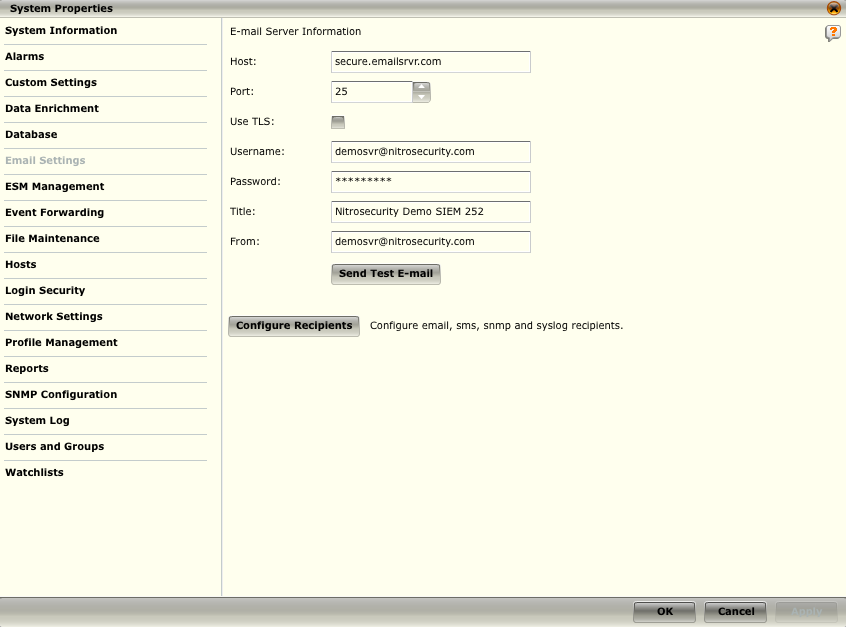 System Properties
System Information
Alarms
Custom Settings
Data Enrichment
Database
Email Settings
ESM Management
Event Forwarding
File Maintenance
Hosts
Login Security
Network Settings
Profile Management
Reports
SNMP Configuration
System Log
Users and Groups
Watchlists
E-mail Server Information
?
Host: secure.emailsrvr.com
Port: 25
Use TLS:
Username: demosvr@nitrosecurity.com
Password: *********
Title: Nitrosecurity Demo SIEM 252
From: demosvr@nitrosecurity.com
Send Test E-mail
Configure Recipients Configure email, sms, snmp and syslog recipients.
OK Cancel Apply